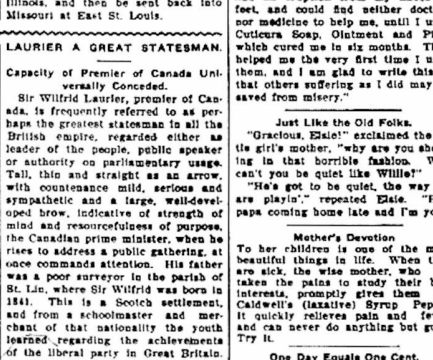 Illinois, and then be sent back into
Missouri at East St. Louis.
LAURIER A GREAT STATESMAN.
Capacity of Premier of Canada Uni-
versally Conceded.
Sir Wilfrid Laurier, premier of Can-
ada, is frequently referred to as per-
haps the greatest statesman in all the
British empire, regarded either as
leader of the people, public speaker
or authority on parliamentary usage.
Tall, thin and straight as an arrow,
with countenance mild, serious and
sympathetic and a large, well-devel-
oped brow, indicative of strength of
mind and resourcefulness of purpose,
the Canadian prime minister, when he
rises to address a public gathering, at
once commands attention. His father
was a poor surveyor in the parish of
St. Lin, where Sir Wilfrid was born in
1841. This is a Scotch settlement,
and from a schoolmaster and mer-
chant of that nationality the youth
learned regarding the achievements
of the liberal party in Great Britain.
feet, and could find neither doct
nor medicine to help me, until I u
Cuticura Soap, Ointment and Pi
which cured me in six months. T
helped me the very first time I u
them, and I am glad to write this
that others suffering as I did may
saved from misery."
Just Like the Old Folks.
"Gracious, Elsie!" exclaimed the
tle girl's mother, "why are you sho
ing in that horrible fashion. W
can't you be quiet like Willie?"
"He's got to be quiet, the way
are playin'," repeated Elsie. "H
papa coming home late and I'm yo
Mother's Devotion
To her children is one of the m
beautiful things in life. When t
are sick, the wise mother, who
taken the pains to study their b
interests, promptly gives them
Caldwell's (laxative) Syrup Pep
It quickly relieves pain and fe
and can never do anything but go
Try it.
One Day Equals One Cent.